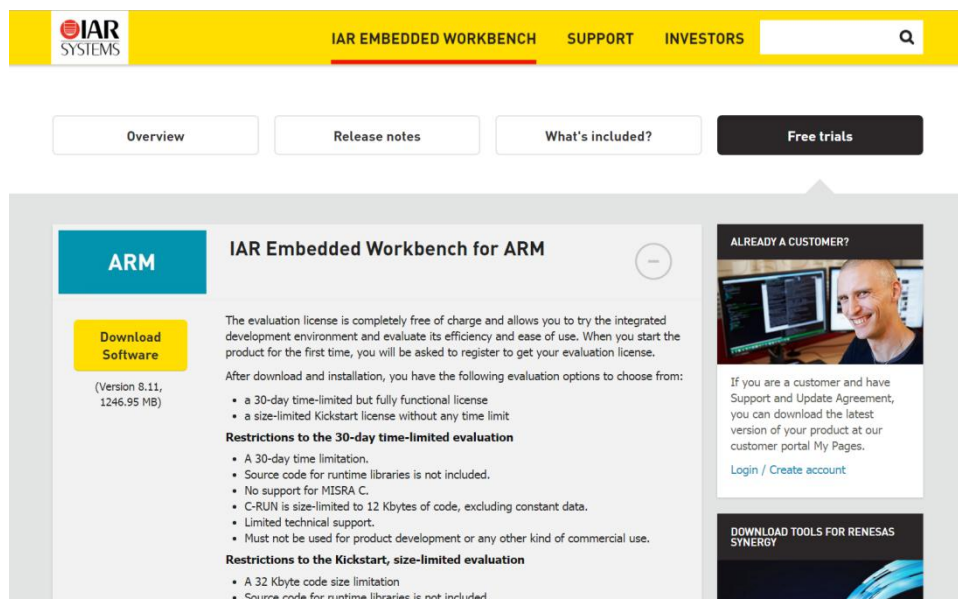 IAR
SYSTEMS
IAR EMBEDDED WORKBENCH
SUPPORT
INVESTORS
Overview
Release notes
What's included?
Free trials
ARM
IAR Embedded Workbench for ARM
Download
Software
(Version 8.11,
1246.95 MB)
The evaluation license is completely free of charge and allows you to try the integrated
development environment and evaluate its efficiency and ease of use. When you start the
product for the first time, you will be asked to register to get your evaluation license.
After download and installation, you have the following evaluation options to choose from:
• a 30-day time-limited but fully functional license
• a size-limited Kickstart license without any time limit
Restrictions to the 30-day time-limited evaluation
• A 30-day time limitation.
• Source code for runtime libraries is not included.
• No support for MISRA C.
• C-RUN is size-limited to 12 Kbytes of code, excluding constant data.
• Limited technical support.
• Must not be used for product development or any other kind of commercial use.
Restrictions to the Kickstart, size-limited evaluation
• A 32 Kbyte code size limitation
• Source code for runtime libraries is not included
ALREADY A CUSTOMER?
If you are a customer and have
Support and Update Agreement,
you can download the latest
version of your product at our
customer portal My Pages.
Login / Create account
DOWNLOAD TOOLS FOR RENESAS
SYNERGY